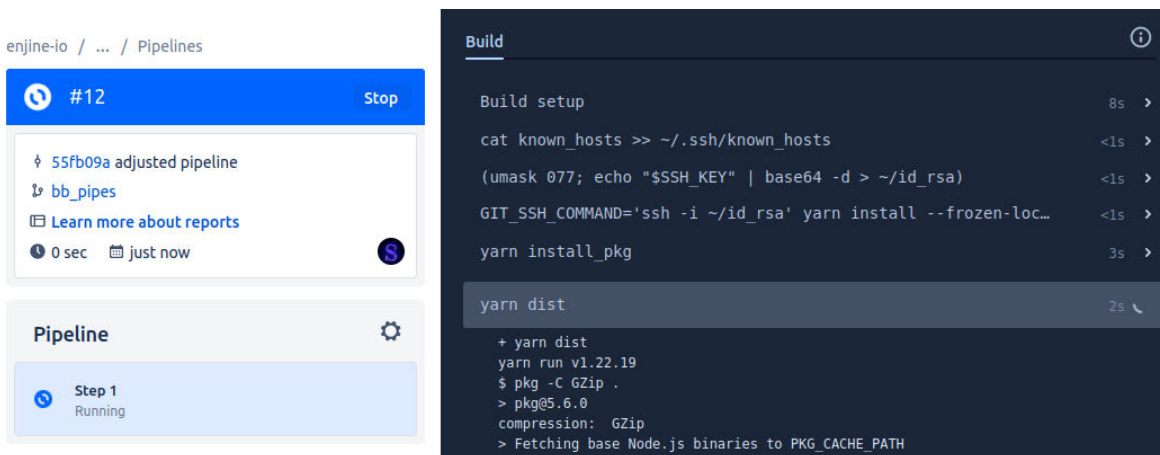 enjine-io / ... / Pipelines
#12
Stop
55fb09a adjusted pipeline
bb_pipes
Learn more about reports
0 sec just now
S
Pipeline
Step 1
Running
Build
Build setup 8s
cat known_hosts >> ~/.ssh/known_hosts <1s
(umask 077; echo "$SSH_KEY" | base64 -d > ~/id_rsa) <1s
GIT_SSH_COMMAND='ssh -i ~/id_rsa' yarn install --frozen-loc… <1s
yarn install_pkg 3s
yarn dist 2s
+ yarn dist
yarn run v1.22.19
$ pkg -C GZip .
> pkg@5.6.0
compression:  GZip
> Fetching base Node.js binaries to PKG_CACHE_PATH